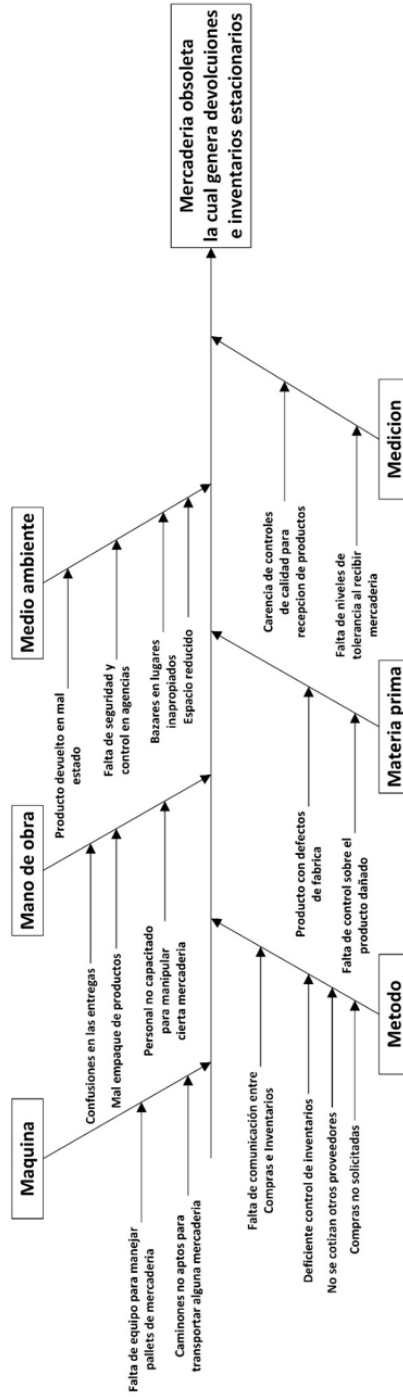 Maquina
Falta de equipo para manejar
pallets de mercaderia
Caminones no aptos para
transportar alguna mercaderia
Mano de obra
Confusiones en las entregas
Mal empaque de productos
Personal no capacitado
para manipular
cierta mercaderia
Medio ambiente
Producto devuelto en mal
estado
Falta de seguridad y
control en agencias
Bazares en lugares
inapropiados
Espacio reducido
Mercaderia obsoleta
la cual genera devolcuiones
e inventarios estacionarios
Falta de comunicación entre
Compras e Inventarios
Deficiente control de inventarios
No se cotizan otros proveedores
Compras no solicitadas
Metodo
Producto con defectos
de fabrica
Falta de control sobre el
producto dañado
Materia prima
Carencia de controles
de calidad para
recepcion de productos
Falta de niveles de
tolerancia al recibir
mercaderia
Medicion